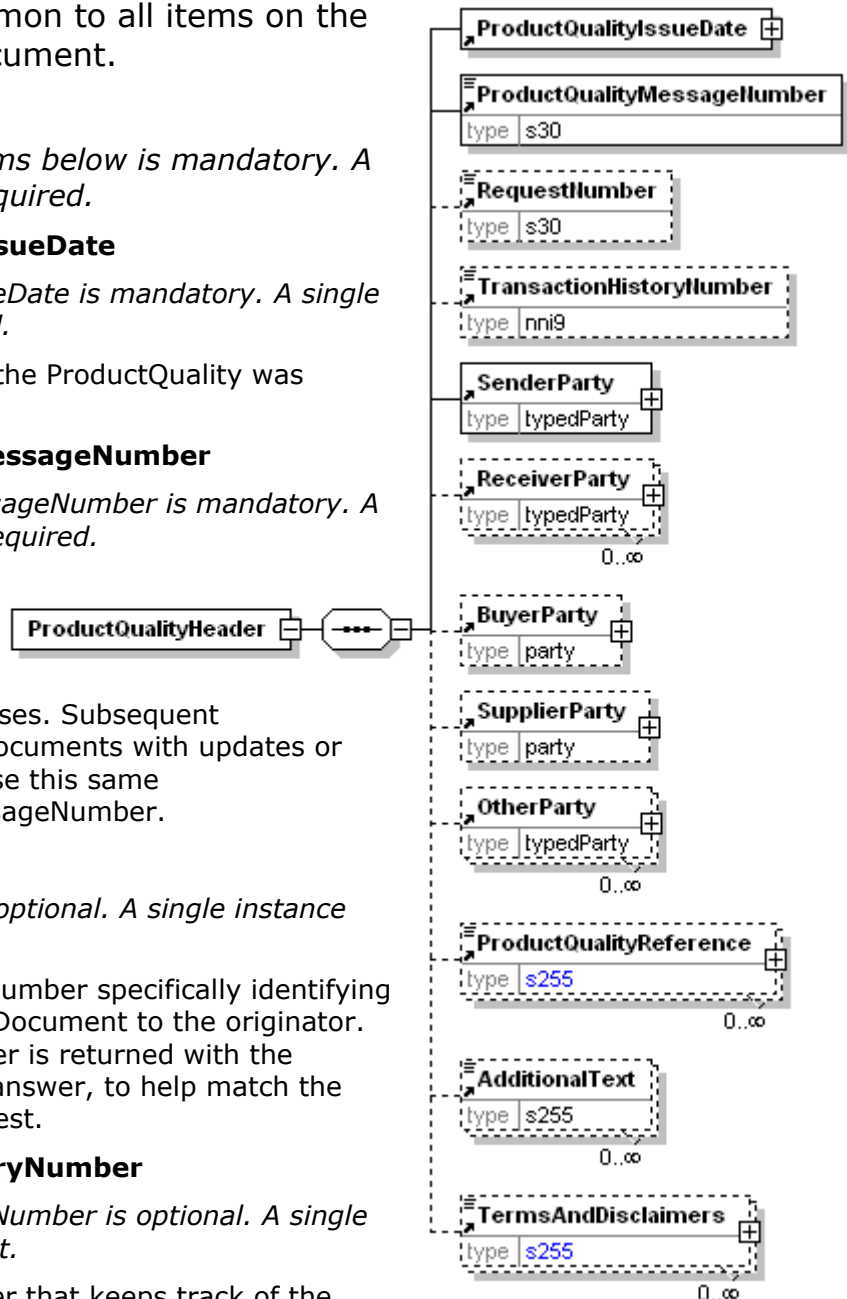 mon to all items on the
cument.
ms below is mandatory. A
quired.
ssueDate
eDate is mandatory. A single
l.
the ProductQuality was
essageNumber
sageNumber is mandatory. A
equired.
ProductQualityHeader
ses. Subsequent
ocuments with updates or
se this same
sageNumber.
optional. A single instance
umber specifically identifying
Document to the originator.
er is returned with the
answer, to help match the
est.
ryNumber
Number is optional. A single
t.
er that keeps track of the
ProductQualityIssueDate
ProductQualityMessageNumber
type s30
RequestNumber
type s30
TransactionHistoryNumber
type nni9
SenderParty
type typedParty
ReceiverParty
type typedParty
0..∞
BuyerParty
type party
SupplierParty
type party
OtherParty
type typedParty
0..∞
ProductQualityReference
type s255
0..∞
AdditionalText
type s255
0..∞
TermsAndDisclaimers
type s255
0..∞